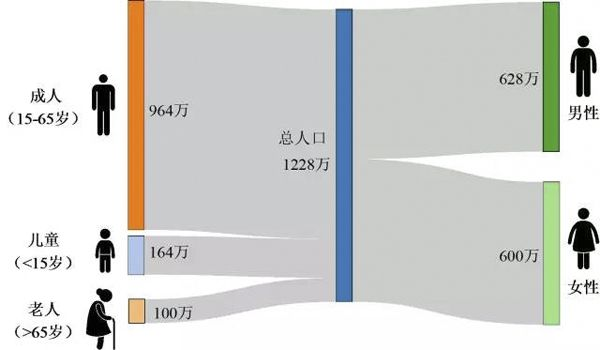 成人
（15-65岁）
964万
儿童
（<15岁）
164万
老人
（>65岁）
100万
总人口
1228万
628万
男性
600万
女性